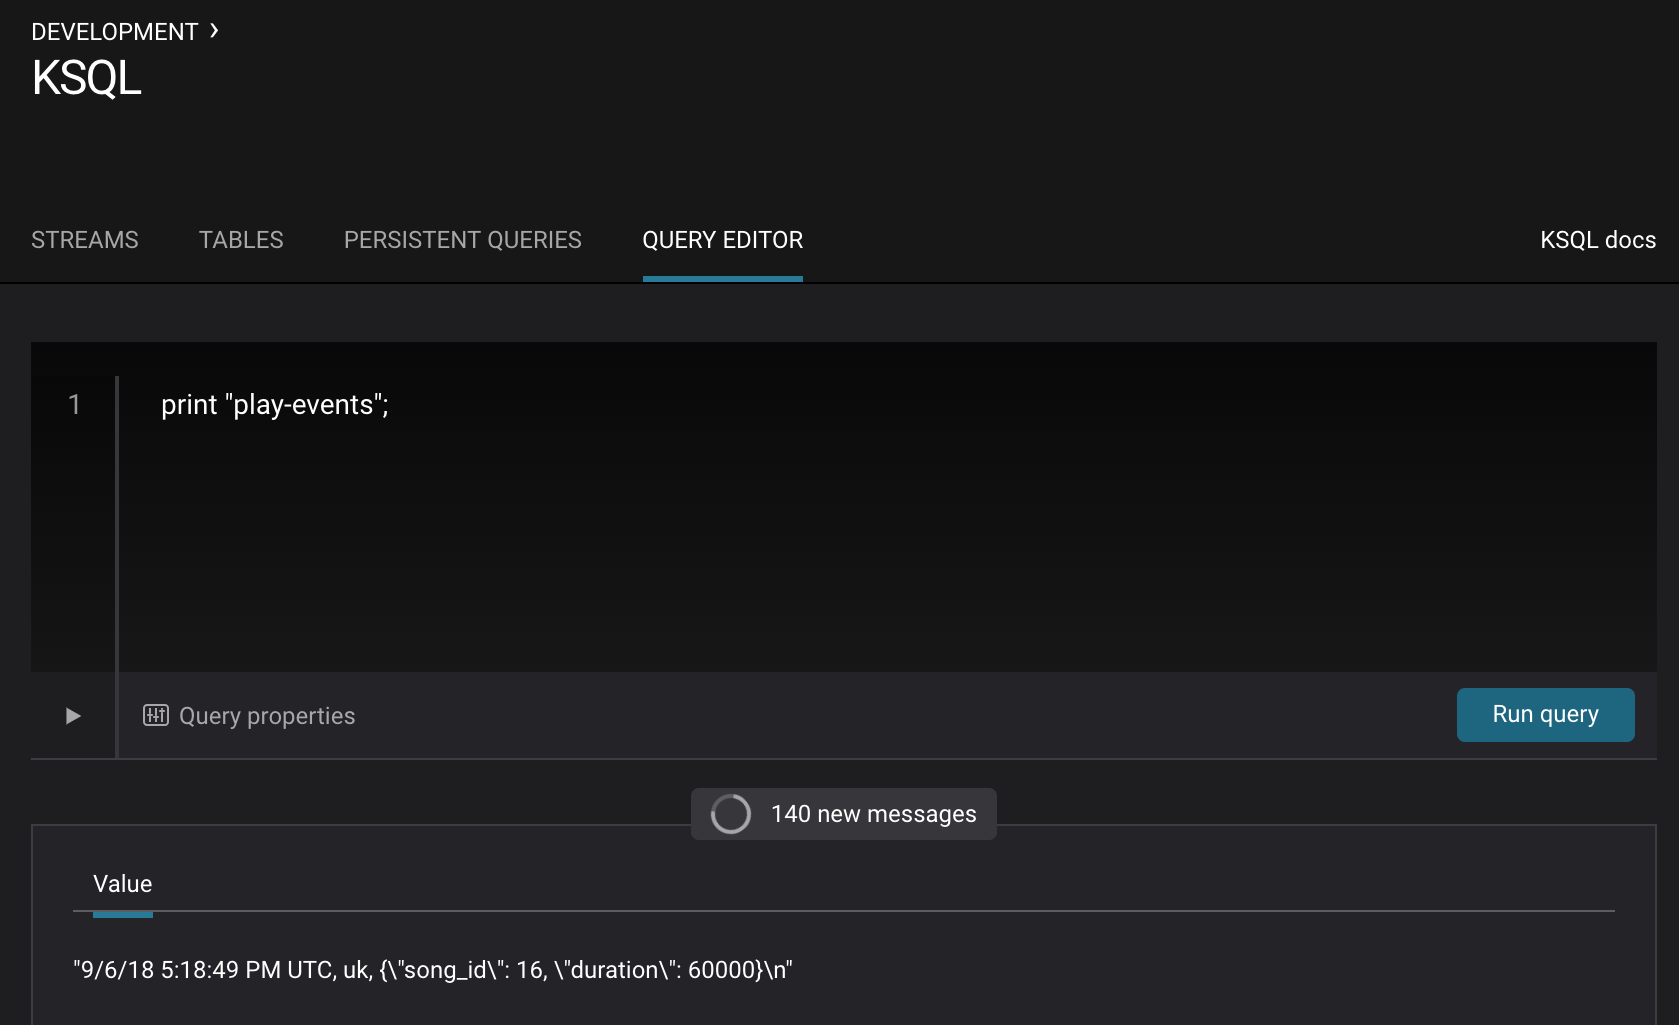 DEVELOPMENT ›
KSQL
STREAMS TABLES PERSISTENT QUERIES QUERY EDITOR KSQL docs
1 print "play-events";
Query properties Run query
140 new messages
Value
"9/6/18 5:18:49 PM UTC, uk, {\"song_id\": 16, \"duration\": 60000}\n"